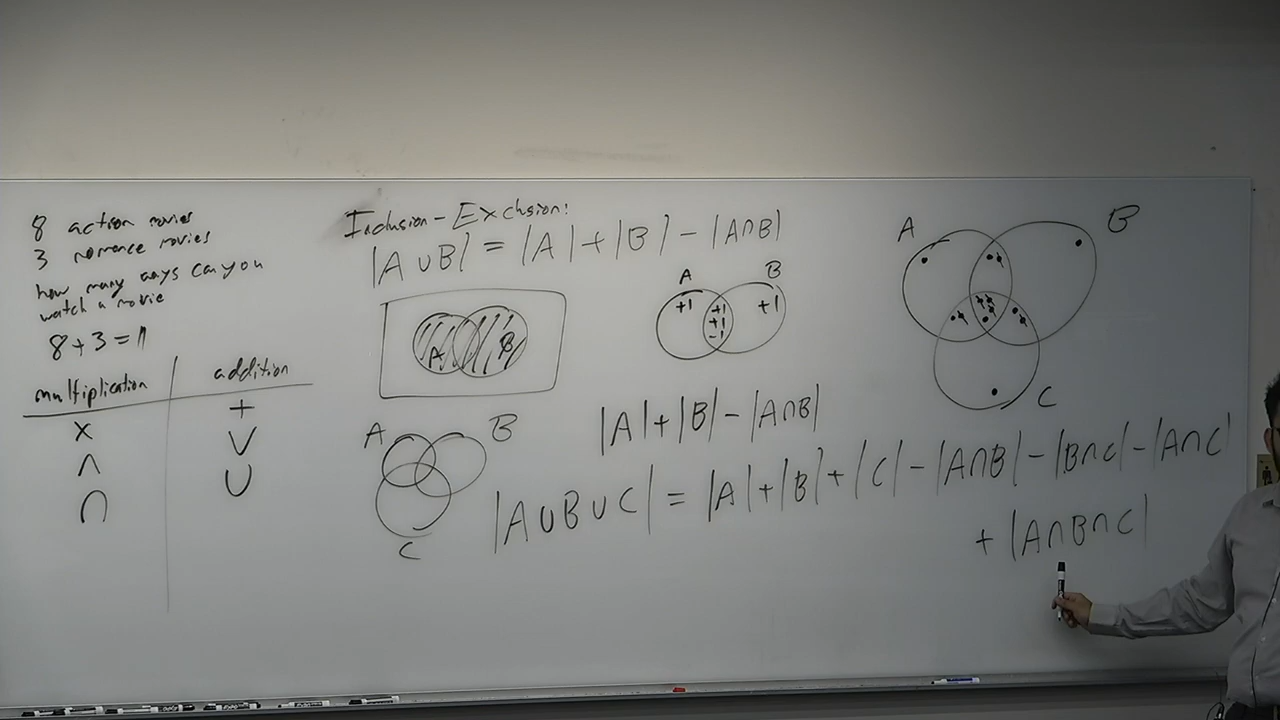 8 action movies
3 romance movies
how many ways can you
watch a movie
8 + 3 = 11
multiplication addition
× +
∧ ∨
∩ ∪
Inclusion-Exclusion:
|A ∪ B| = |A| + |B| - |A∩B|
A B
A B
+1 +1 +1
+1
-1
|A| + |B| - |A∩B|
A B
C
|A ∪ B ∪ C| = |A| + |B| + |C| - |A∩B| - |B∩C| - |A∩C|
+ |A∩B∩C|
A B
C